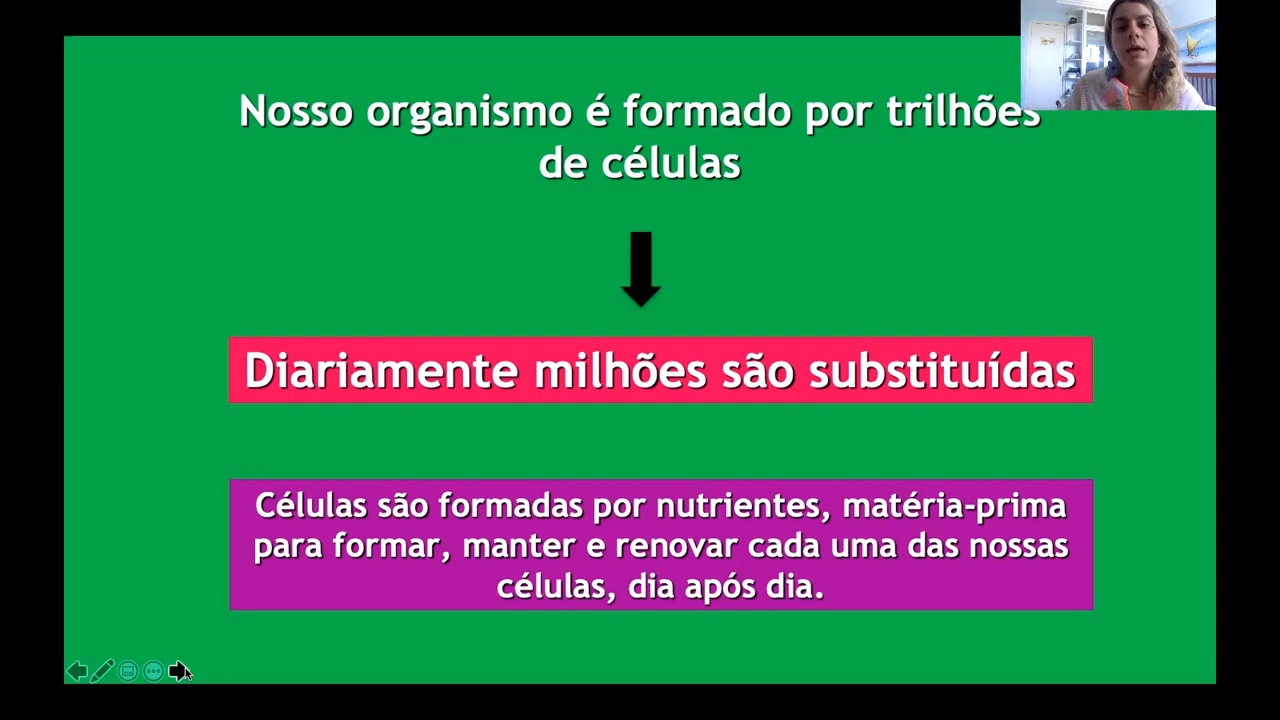 Nosso organismo é formado por trilhões
de células
Diariamente milhões são substituídas
Células são formadas por nutrientes, matéria-prima
para formar, manter e renovar cada uma das nossas
células, dia após dia.